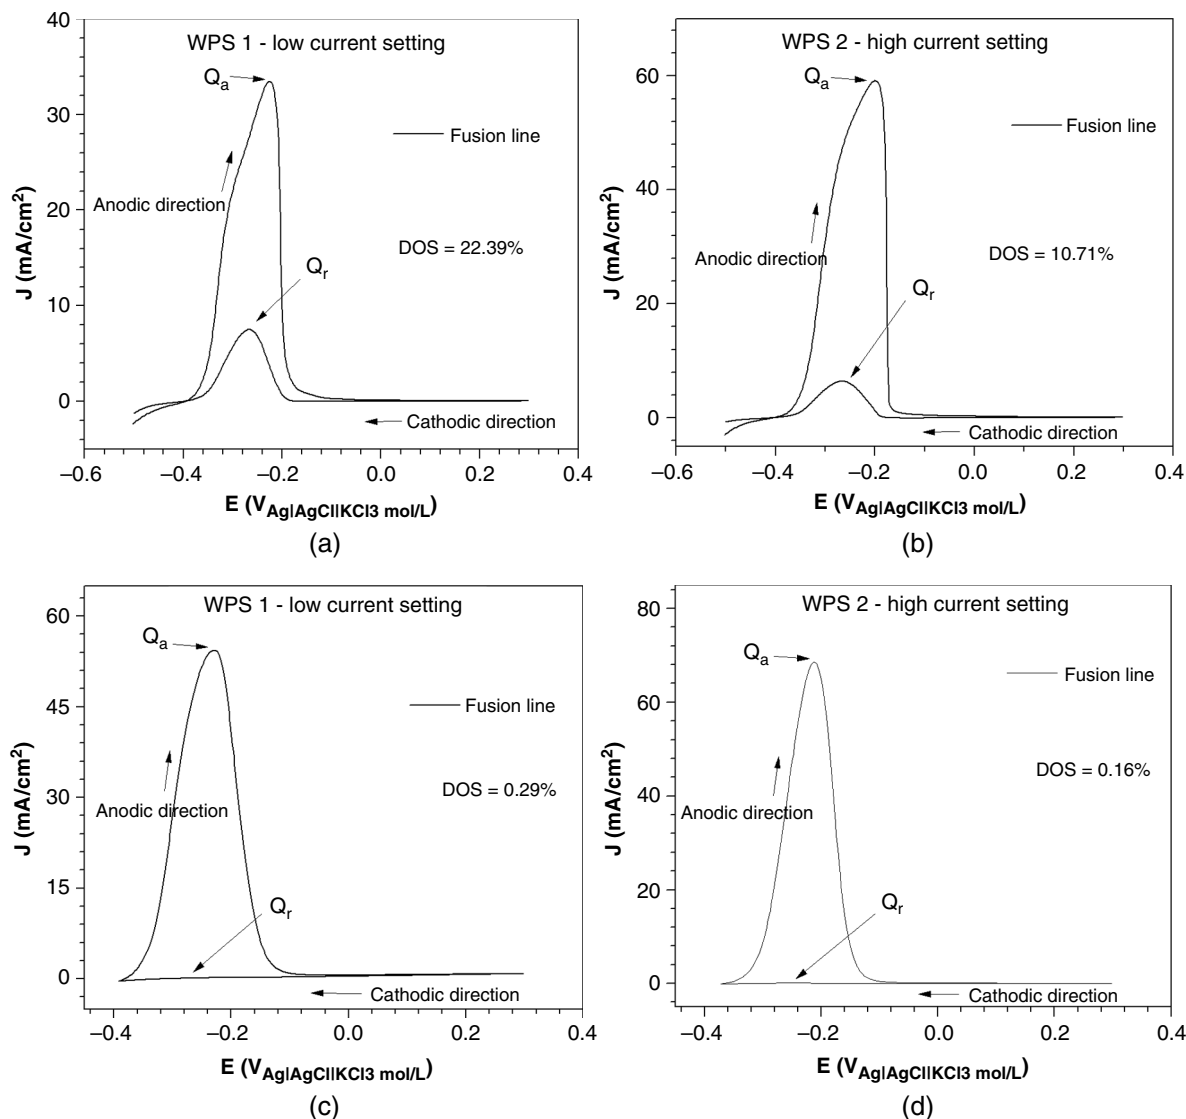 WPS 1 - low current setting
Qa
Fusion line
Anodic direction
DOS = 22.39%
Qr
Cathodic direction
J (mA/cm2)
40
30
20
10
0
−0.6
−0.4
−0.2
0.0
0.2
0.4
E (VAg|AgCl||KCl3 mol/L)
(a)
WPS 2 - high current setting
Qa
Fusion line
Anodic direction
DOS = 10.71%
Qr
Cathodic direction
J (mA/cm2)
60
40
20
0
−0.6
−0.4
−0.2
0.0
0.20
0.4
E (VAg|AgCl||KCl3 mol/L)
(b)
WPS 1 - low current setting
Qa
Fusion line
DOS = 0.29%
Anodic direction
Qr
Cathodic direction
J (mA/cm2)
60
45
30
15
0
−0.4
−0.2
0.0
0.2
0.4
E (VAg|AgCl||KCl3 mol/L)
(c)
WPS 2 - high current setting
Qa
Fusion line
DOS = 0.16%
Anodic direction
Qr
Cathodic direction
J (mA/cm2)
80
60
40
20
0
−0.4
−0.2
0.0
0.2
0.4
E (VAg|AgCl||KCl3 mol/L)
(d)